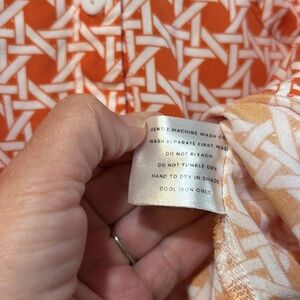 GENTLE MACHINE WASH
WASH SEPARATE FIRST WASH
DO NOT BLEACH
DO NOT TUMBLE DRY
HANG TO DRY IN SHADE
COOL IRON ONLY